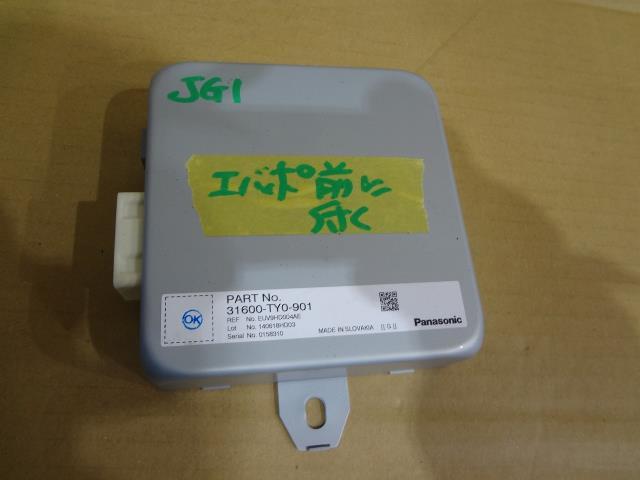 JG1
エバポ前に
付く
PART No.
31600-TY0-901
REF No. EUV9HC004AE
Lot No. 140618HD03
Serial No. 0158310
MADE IN SLOVAKIA
Panasonic
OK